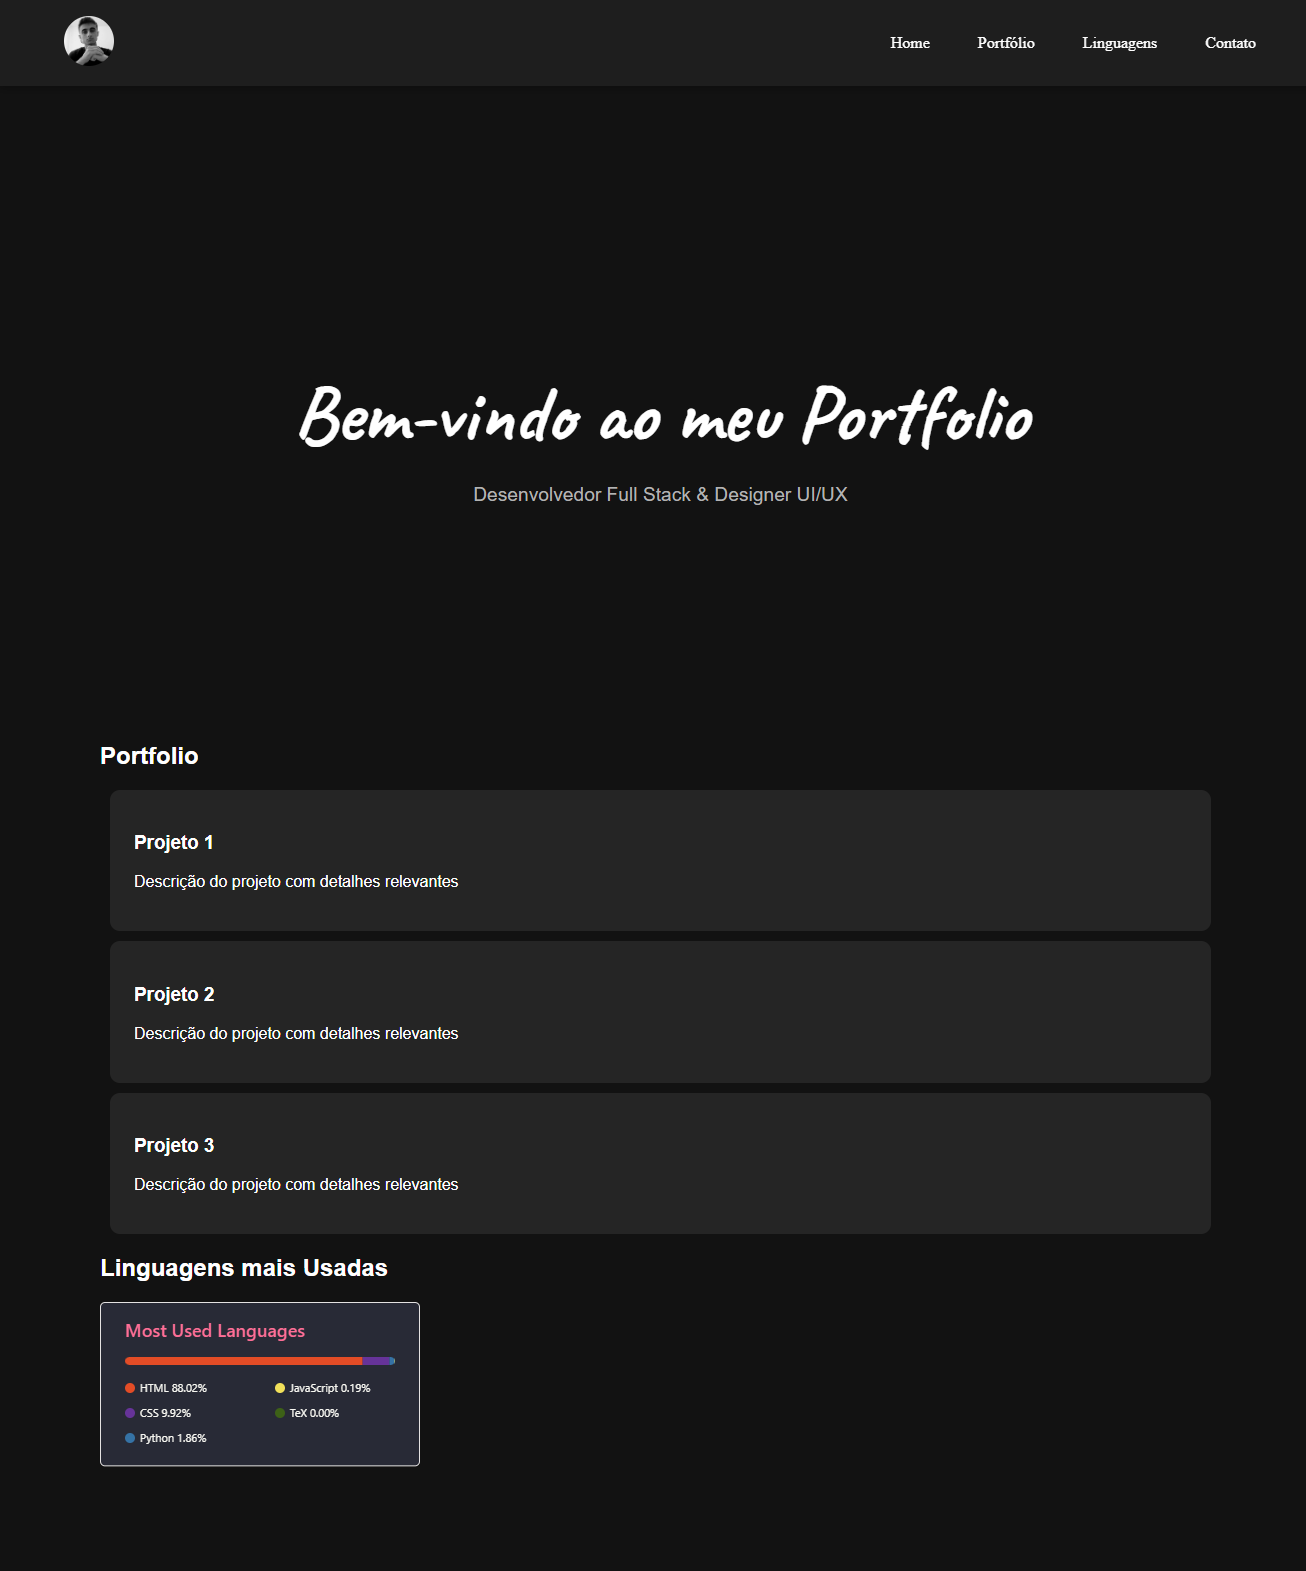 Home Portfólio Linguagens Contato
Bem-vindo ao meu Portfolio
Desenvolvedor Full Stack & Designer UI/UX
Portfolio
Projeto 1
Descrição do projeto com detalhes relevantes
Projeto 2
Descrição do projeto com detalhes relevantes
Projeto 3
Descrição do projeto com detalhes relevantes
Linguagens mais Usadas
Most Used Languages
HTML 88.02%
CSS 9.92%
Python 1.86%
JavaScript 0.19%
TeX 0.00%